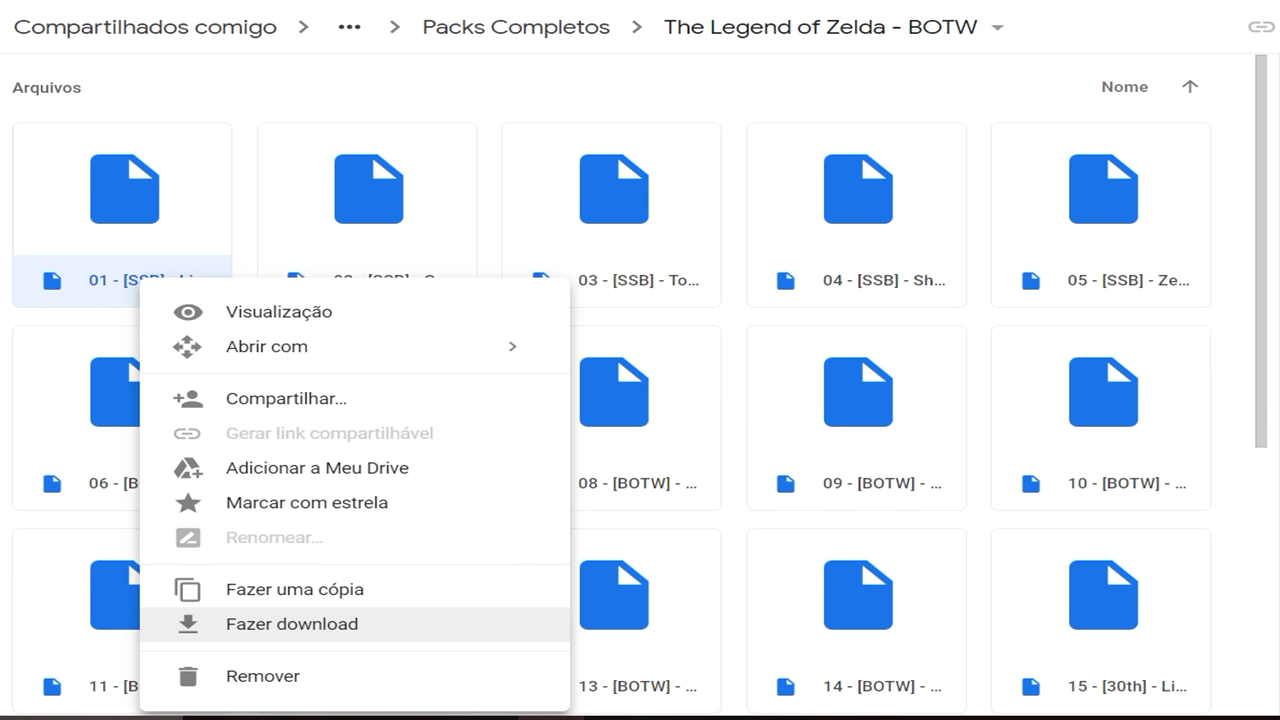 Compartilhados comigo > ••• > Packs Completos > The Legend of Zelda - BOTW
Arquivos
Nome
01 - [SSB] - Li...
03 - [SSB] - To...
04 - [SSB] - Sh...
05 - [SSB] - Ze...
Visualização
Abrir com
Compartilhar...
Gerar link compartilhável
Adicionar a Meu Drive
Marcar com estrela
Renomear...
Fazer uma cópia
Fazer download
Remover
06 - [B
08 - [BOTW] - ...
09 - [BOTW] - ...
10 - [BOTW] - ...
11 - [B
13 - [BOTW] - ...
14 - [BOTW] - ...
15 - [30th] - Li...